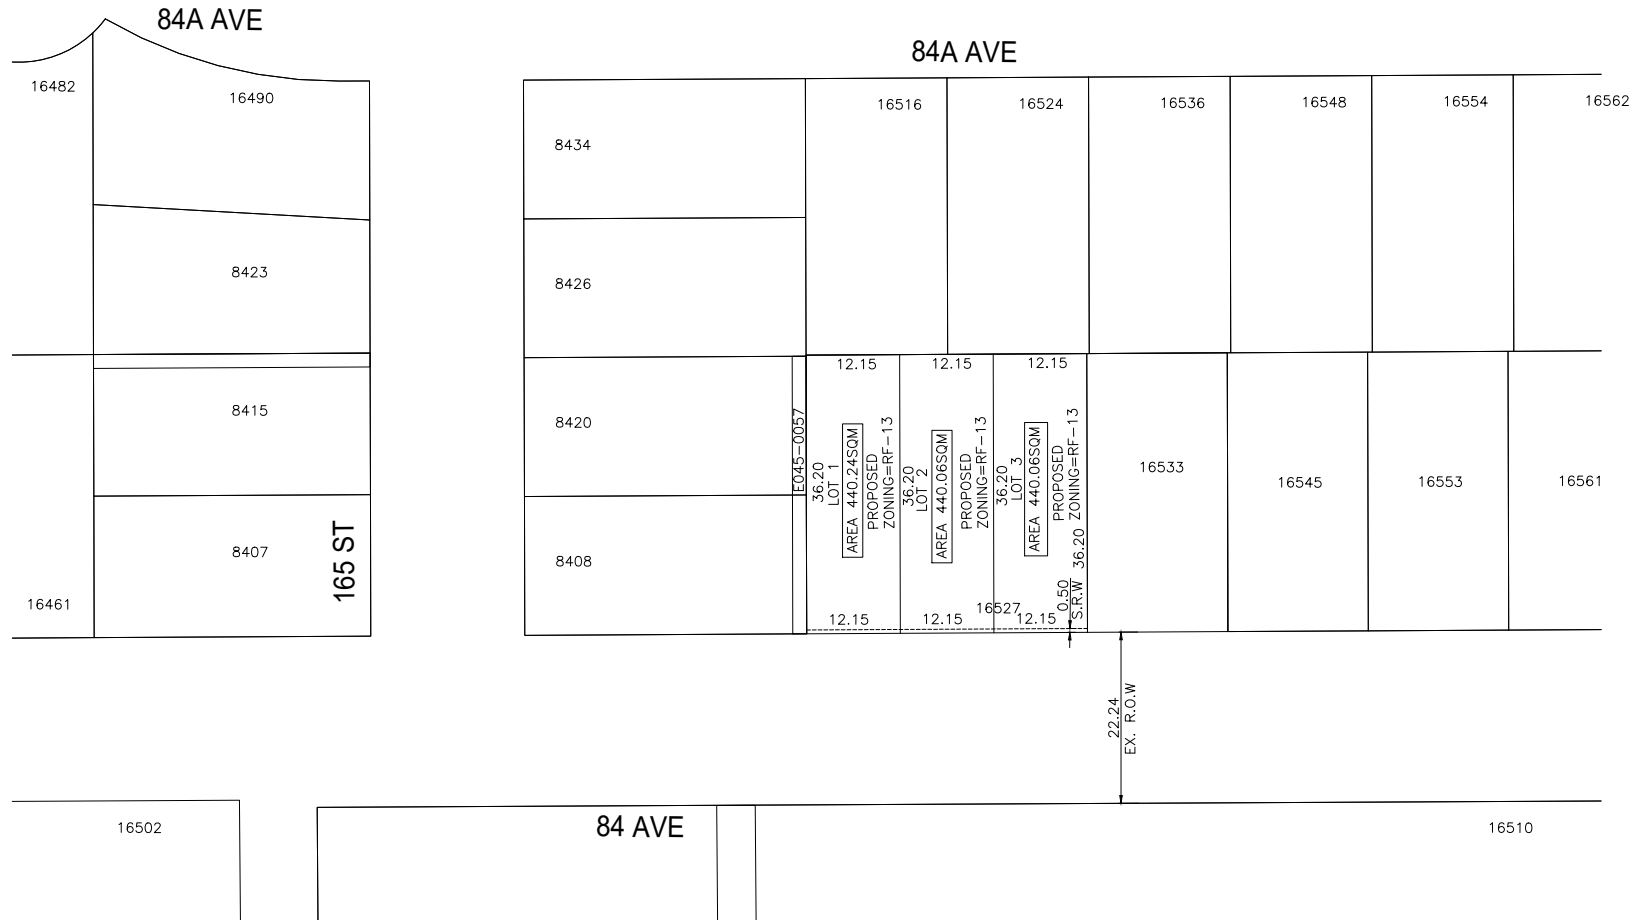 84A AVE
84A AVE
16482
16490
16516
16524
16536
16548
16554
16562
8434
8423
8426
12.15
12.15
12.15
8415
8420
E045-0057
36.20
LOT 1
AREA 440.24SQM
PROPOSED
ZONING=RF-13
36.20
LOT 2
AREA 440.06SQM
PROPOSED
ZONING=RF-13
36.20
LOT 3
AREA 440.06SQM
PROPOSED
ZONING=RF-13
36.20
16533
16545
16553
16561
8407
165 ST
8408
16461
16527
0.50
S.R.W
12.15
12.15
12.15
22.24
EX. R.O.W
16502
84 AVE
16510